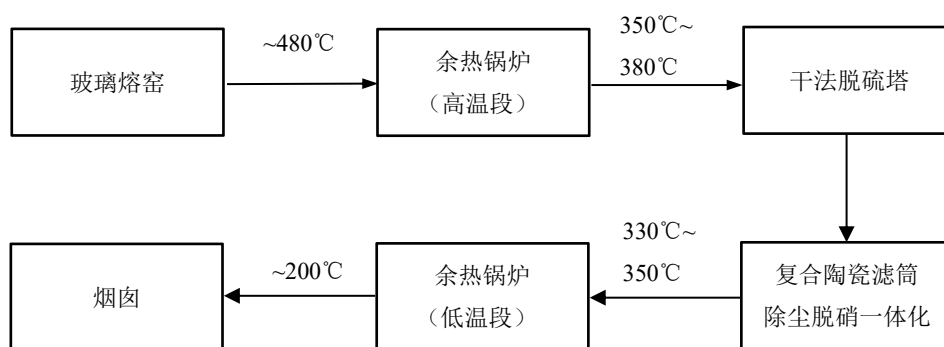 玻璃熔窑
~480℃
余热锅炉
（高温段）
350℃~
380℃
干法脱硫塔
复合陶瓷滤筒
除尘脱硝一体化
330℃~
350℃
余热锅炉
（低温段）
~200℃
烟囱